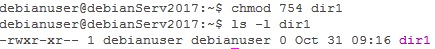 debianuser@debianServ2017:~$ chmod 754 dir1
debianuser@debianServ2017:~$ ls -l dir1
-rwxr-xr-- 1 debianuser debianuser 0 Oct 31 09:16 dir1